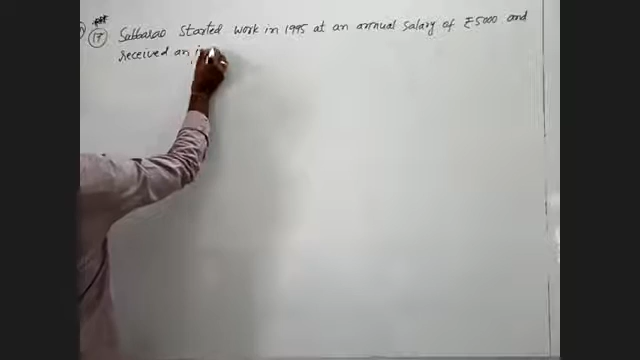 17 Subbarao started work in 1995 at an annual salary of ₹5000 and
received an